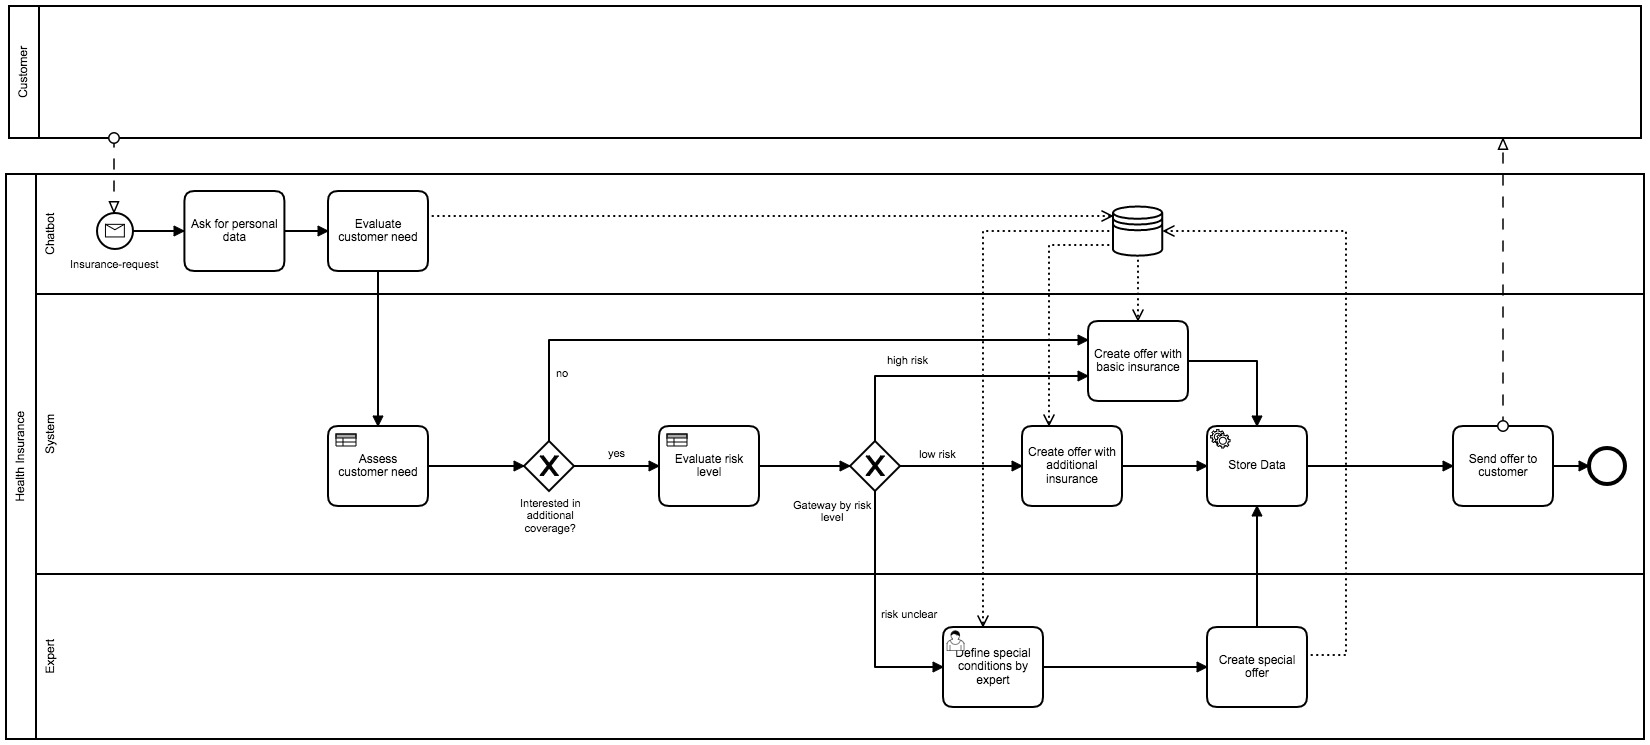 Customer
Health Insurance
Chatbot
Insurance-request
Ask for personal
data
Evaluate
customer need
System
Assess
customer need
Interested in
additional
coverage?
no
yes
Evaluate risk
level
Gateway by risk
level
high risk
low risk
risk unclear
Create offer with
basic insurance
Create offer with
additional
insurance
Store Data
Send offer to
customer
Expert
Define special
conditions by
expert
Create special
offer